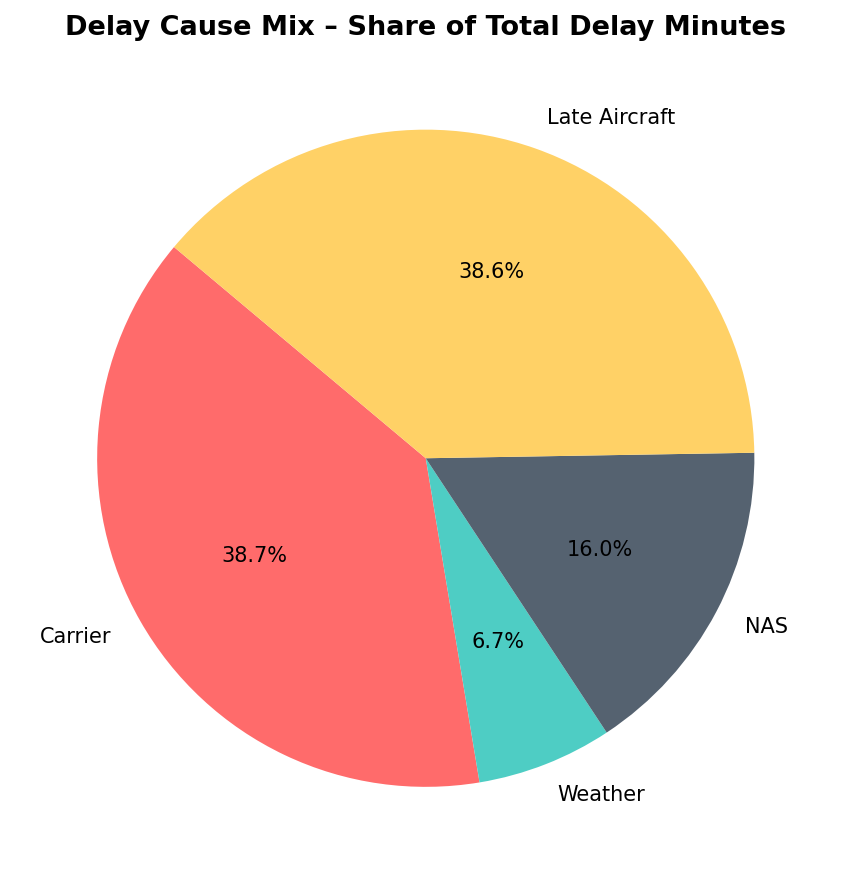 Delay Cause Mix – Share of Total Delay Minutes
Late Aircraft
38.6%
38.7%
16.0%
Carrier
NAS
6.7%
Weather